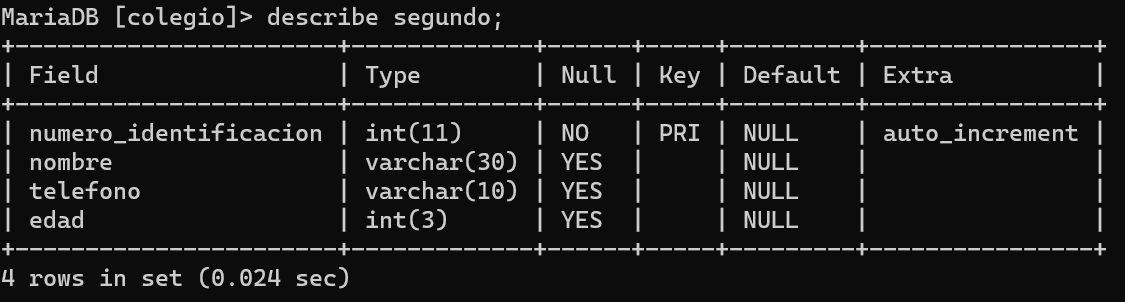 MariaDB [colegio]> describe segundo;
+-----------------------+-------------+------+-----+---------+----------------+
| Field                 | Type        | Null | Key | Default | Extra          |
+-----------------------+-------------+------+-----+---------+----------------+
| numero_identificacion | int(11)     | NO   | PRI | NULL    | auto_increment |
| nombre                | varchar(30) | YES  |     | NULL    |                |
| telefono              | varchar(10) | YES  |     | NULL    |                |
| edad                  | int(3)      | YES  |     | NULL    |                |
+-----------------------+-------------+------+-----+---------+----------------+
4 rows in set (0.024 sec)